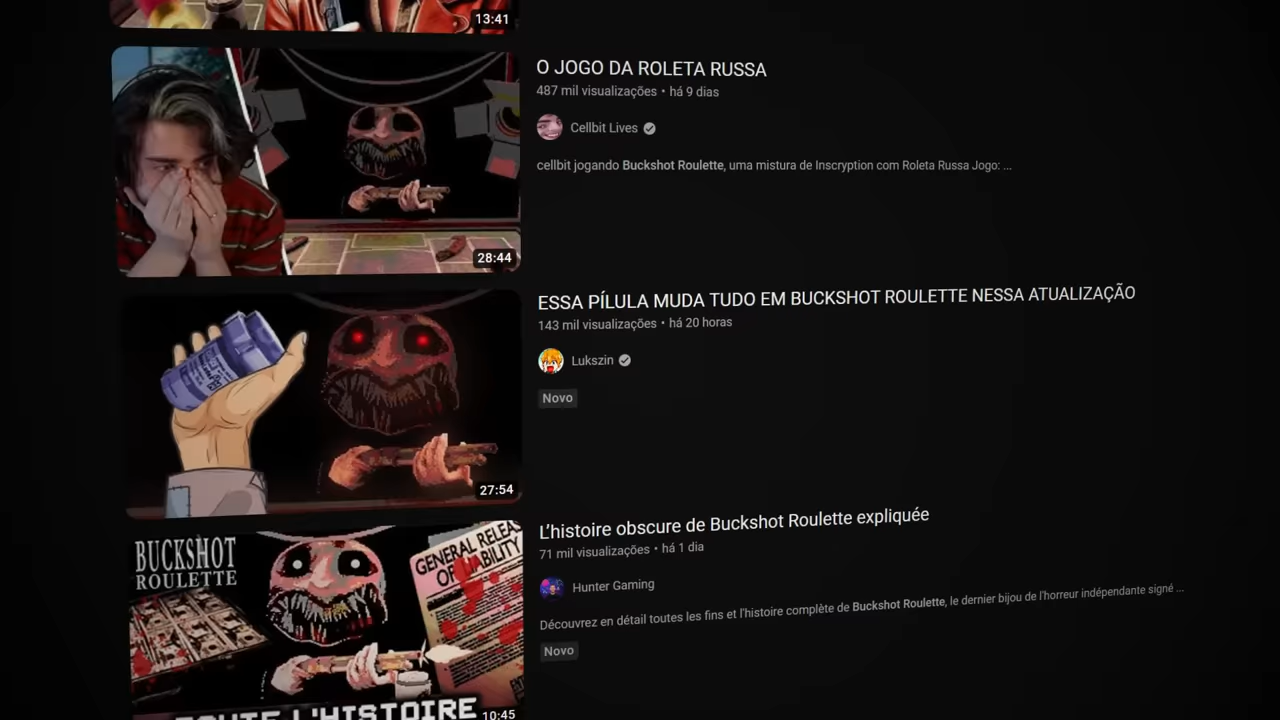 13:41
O JOGO DA ROLETA RUSSA
487 mil visualizações • há 9 dias
Cellbit Lives
cellbit jogando Buckshot Roulette, uma mistura de Inscryption com Roleta Russa Jogo: ...
28:44
ESSA PÍLULA MUDA TUDO EM BUCKSHOT ROULETTE NESSA ATUALIZAÇÃO
143 mil visualizações • há 20 horas
Lukszin
Novo
27:54
L'histoire obscure de Buckshot Roulette expliquée
71 mil visualizações • há 1 dia
Hunter Gaming
Découvrez en détail toutes les fins et l'histoire complète de Buckshot Roulette, le dernier bijou de l'horreur indépendante signé ...
Novo
BUCKSHOT
ROULETTE
GENERAL RELEAS
OF LIABILITY
TOUTE L'HISTOIRE
10:45